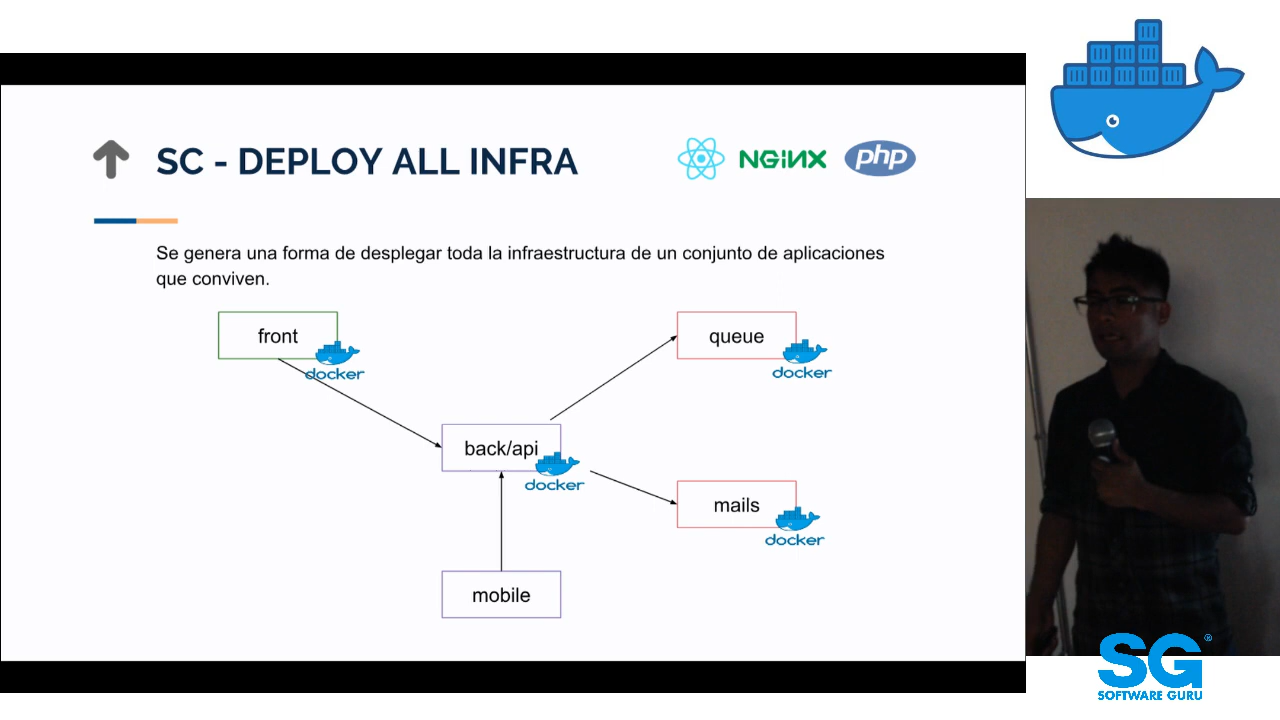 SC - DEPLOY ALL INFRA
NGINX
php
Se genera una forma de desplegar toda la infraestructura de un conjunto de aplicaciones
que conviven.
front
docker
queue
docker
back/api
docker
mails
docker
mobile
SG®
SOFTWARE GURU